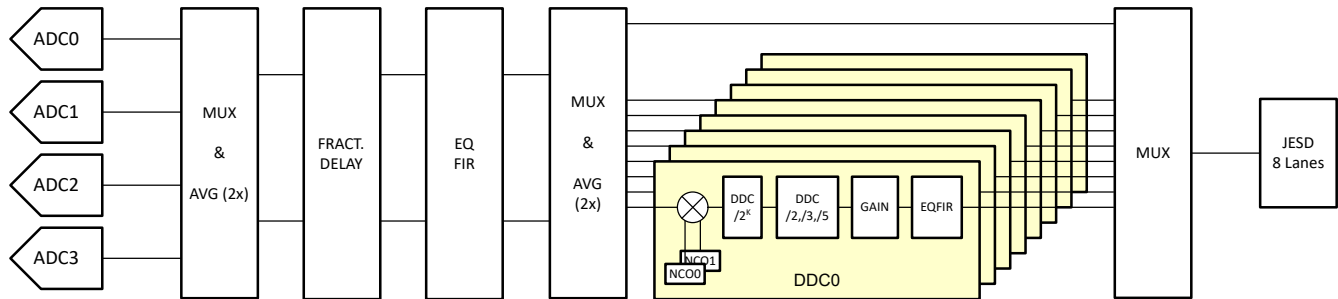 ADC0
ADC1
ADC2
ADC3
MUX
&
AVG (2x)
FRACT.
DELAY
EQ
FIR
MUX
&
AVG
(2x)
DDC
/2ᴷ
DDC
/2,/3,/5
GAIN
EQFIR
NCO1
NCO0
DDC0
MUX
JESD
8 Lanes